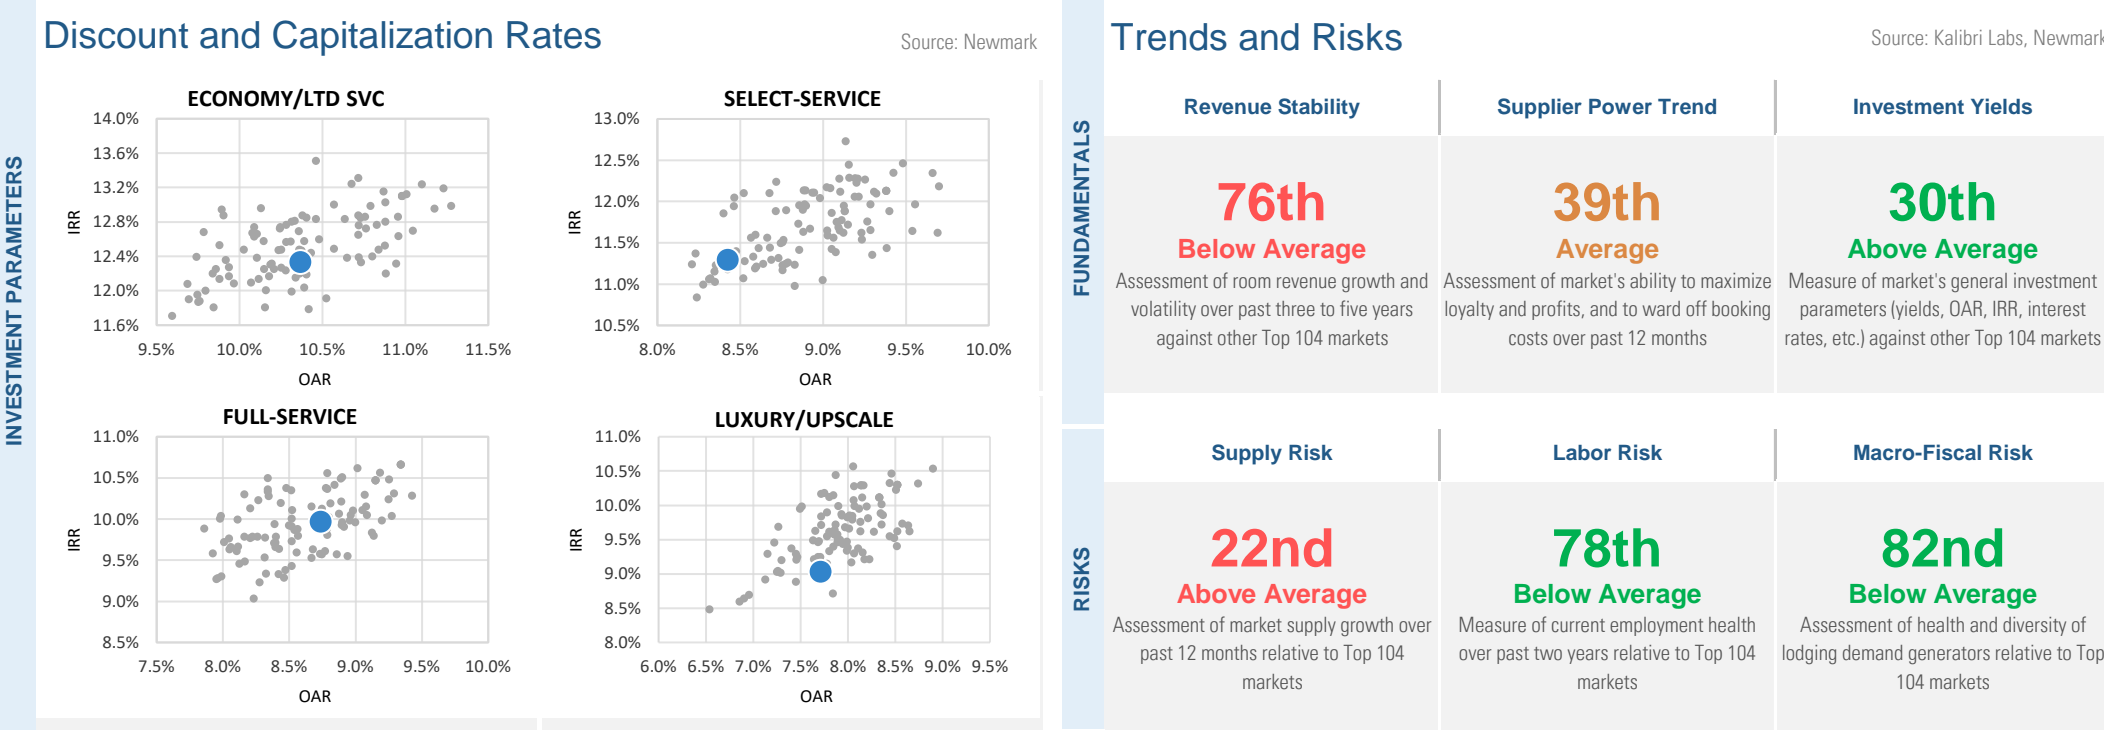 Discount and Capitalization Rates
Source: Newmark
INVESTMENT PARAMETERS
ECONOMY/LTD SVC
14.0%
13.6%
13.2%
12.8%
12.4%
12.0%
11.6%
IRR
9.5% 10.0% 10.5% 11.0% 11.5%
OAR
SELECT-SERVICE
13.0%
12.5%
12.0%
11.5%
11.0%
10.5%
IRR
8.0% 8.5% 9.0% 9.5% 10.0%
OAR
FULL-SERVICE
11.0%
10.5%
10.0%
9.5%
9.0%
8.5%
IRR
7.5% 8.0% 8.5% 9.0% 9.5% 10.0%
OAR
LUXURY/UPSCALE
11.0%
10.5%
10.0%
9.5%
9.0%
8.5%
8.0%
IRR
6.0% 6.5% 7.0% 7.5% 8.0% 8.5% 9.0% 9.5%
OAR
Trends and Risks
Source: Kalibri Labs, Newmark
FUNDAMENTALS
Revenue Stability
76th
Below Average
Assessment of room revenue growth and
volatility over past three to five years
against other Top 104 markets
Supplier Power Trend
39th
Average
Assessment of market's ability to maximize
loyalty and profits, and to ward off booking
costs over past 12 months
Investment Yields
30th
Above Average
Measure of market's general investment
parameters (yields, OAR, IRR, interest
rates, etc.) against other Top 104 markets
RISKS
Supply Risk
22nd
Above Average
Assessment of market supply growth over
past 12 months relative to Top 104
markets
Labor Risk
78th
Below Average
Measure of current employment health
over past two years relative to Top 104
markets
Macro-Fiscal Risk
82nd
Below Average
Assessment of health and diversity of
lodging demand generators relative to Top
104 markets